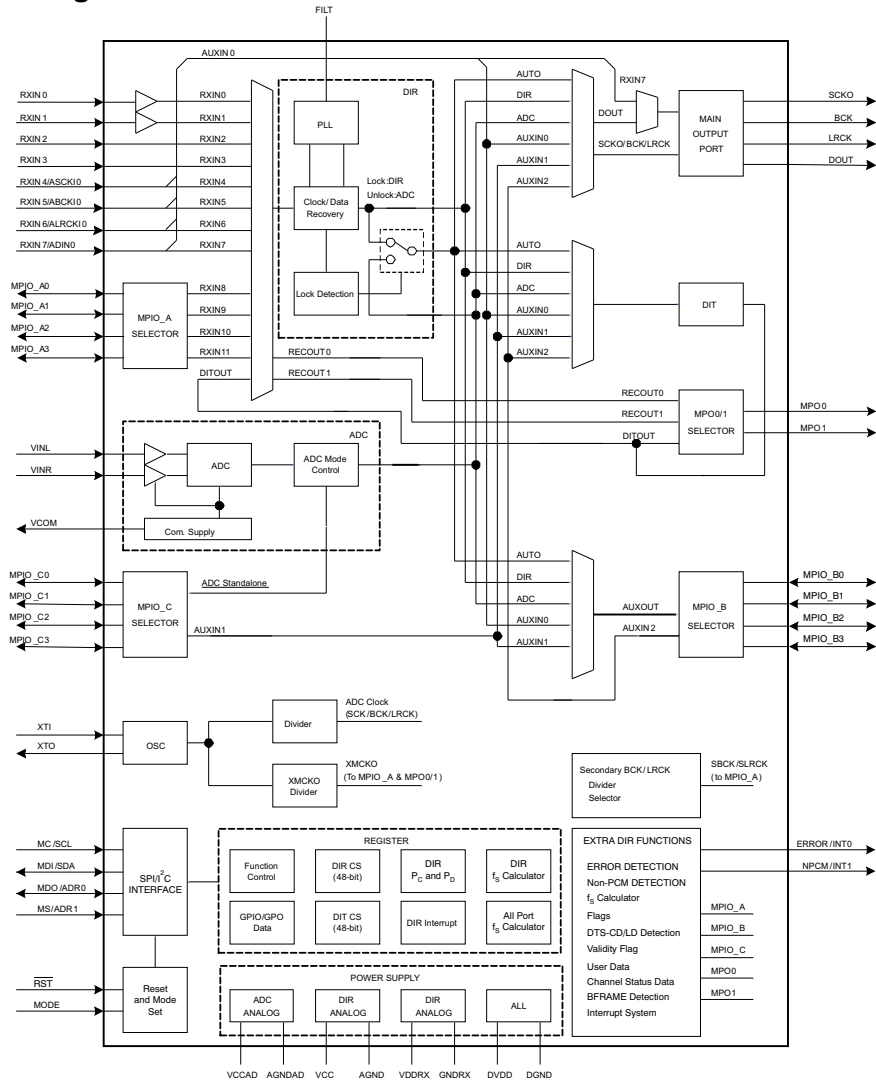 FILT
AUXIN 0
RXIN 0
RXIN 1
RXIN 2
RXIN 3
RXIN 4/ASCKI0
RXIN 5/ABCKI0
RXIN 6/ALRCKI0
RXIN 7/ADIN0
RXIN0
RXIN1
RXIN2
RXIN3
RXIN4
RXIN5
RXIN6
RXIN7
MPIO_A0
MPIO_A1
MPIO_A2
MPIO_A3
MPIO_A
SELECTOR
RXIN8
RXIN9
RXIN10
RXIN11
DITOUT
DIR
PLL
Clock/Data
Recovery
Lock Detection
Lock:DIR
Unlock:ADC
RECOUT0
RECOUT1
AUTO
DIR
ADC
AUXIN0
AUXIN1
AUXIN2
RXIN7
DOUT
SCKO/BCK/LRCK
MAIN
OUTPUT
PORT
SCKO
BCK
LRCK
DOUT
AUTO
DIR
ADC
AUXIN0
AUXIN1
AUXIN2
DIT
RECOUT0
RECOUT1
DITOUT
MPO0/1
SELECTOR
MPO0
MPO1
VINL
VINR
VCOM
ADC
ADC
ADC Mode
Control
Com. Supply
MPIO_C0
MPIO_C1
MPIO_C2
MPIO_C3
MPIO_C
SELECTOR
ADC Standalone
AUXIN1
AUTO
DIR
ADC
AUXIN0
AUXIN1
AUXOUT
AUXIN2
MPIO_B
SELECTOR
MPIO_B0
MPIO_B1
MPIO_B2
MPIO_B3
XTI
XTO
OSC
Divider
ADC Clock
(SCK/BCK/LRCK)
XMCKO
Divider
XMCKO
(To MPIO_A & MPO0/1)
Secondary BCK/LRCK
Divider
Selector
SBCK/SLRCK
(to MPIO_A)
MC/SCL
MDI/SDA
MDO/ADR0
MS/ADR1
SPI/I²C
INTERFACE
RST
MODE
Reset
and Mode
Set
REGISTER
Function
Control
DIR CS
(48-bit)
DIR
PC and PD
DIR
fS Calculator
GPIO/GPO
Data
DIT CS
(48-bit)
DIR Interrupt
All Port
fS Calculator
POWER SUPPLY
ADC
ANALOG
DIR
ANALOG
DIR
ANALOG
ALL
VCCAD
AGNDAD
VCC
AGND
VDDRX
GNDRX
DVDD
DGND
EXTRA DIR FUNCTIONS
ERROR DETECTION
Non-PCM DETECTION
fS Calculator
Flags
DTS-CD/LD Detection
Validity Flag
User Data
Channel Status Data
BFRAME Detection
Interrupt System
ERROR/INT0
NPCM/INT1
MPIO_A
MPIO_B
MPIO_C
MPO0
MPO1